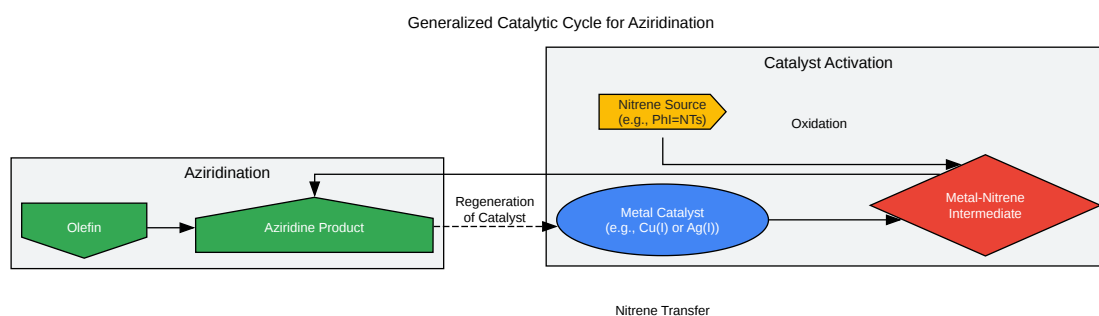 Generalized Catalytic Cycle for Aziridination
Catalyst Activation
Nitrene Source
(e.g., PhI=NTs)
Oxidation
Aziridination
Olefin
Aziridine Product
Regeneration
of Catalyst
Metal Catalyst
(e.g., Cu(I) or Ag(I))
Metal-Nitrene
Intermediate
Nitrene Transfer